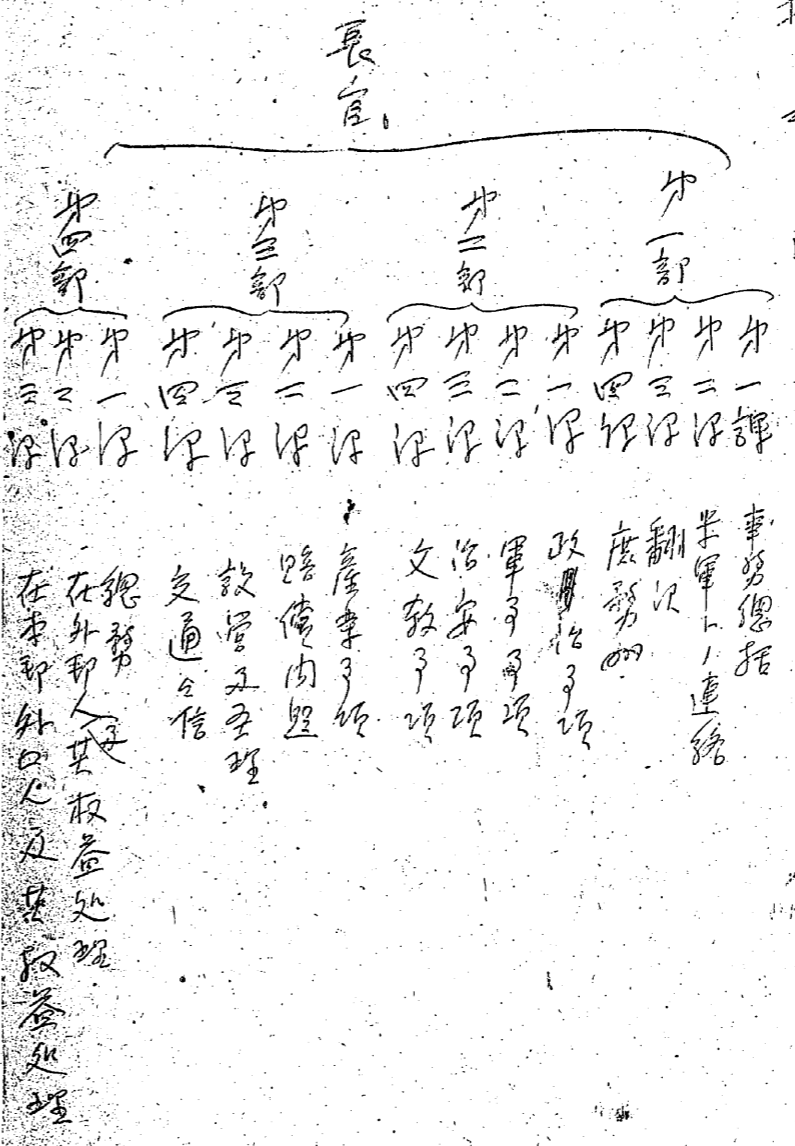 長官
第一部
第一課 事務總括
第二課 米軍トノ連絡
第三課 翻訳
第四課 庶務
第二部
第一課 政治事項
第二課 軍事事項
第三課 治安事項
第四課 文教事項
第三部
第一課 産業事項
第二課 賠償問題
第三課 設営及管理
第四課 交通通信
第四部
第一課 總務
第二課 在外邦人及其权益処理
第三課 在本邦外口人及其权益処理